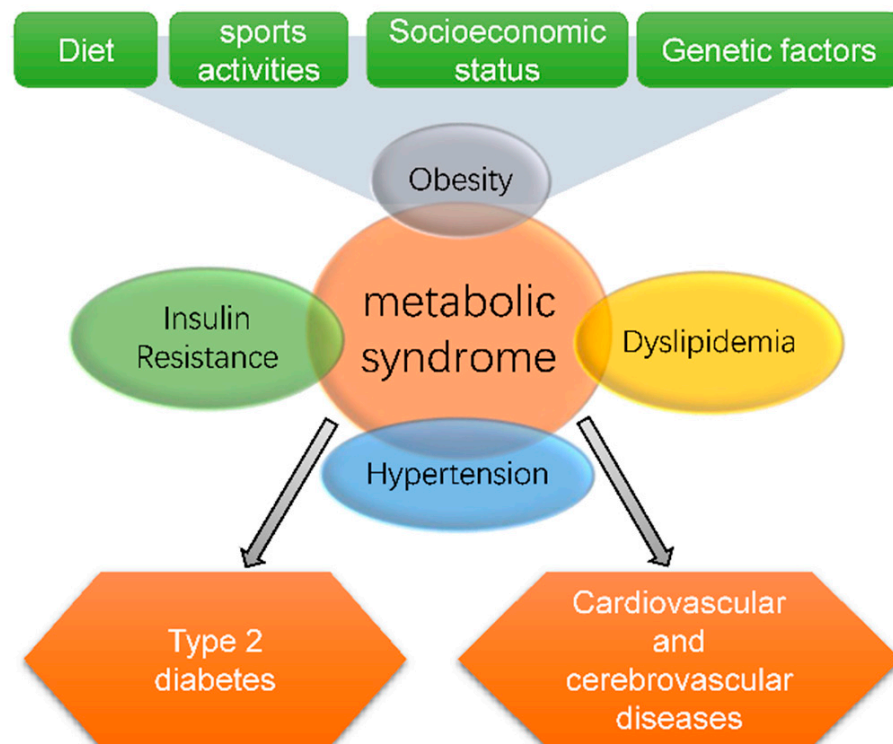 Diet
sports
activities
Socioeconomic
status
Genetic factors
Obesity
metabolic
syndrome
Insulin
Resistance
Dyslipidemia
Hypertension
Type 2
diabetes
Cardiovascular
and
cerebrovascular
diseases